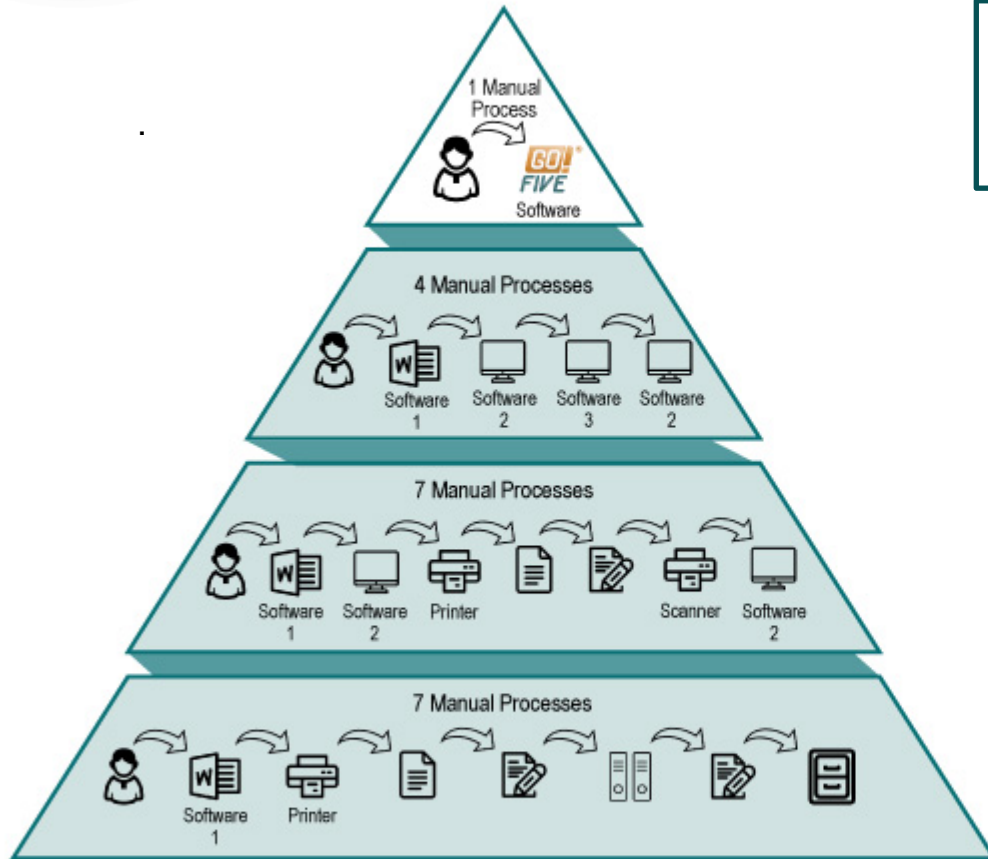 1 Manual
Process
GO!®
FIVE
Software
4 Manual Processes
W
Software
1
Software
2
Software
3
Software
2
7 Manual Processes
W
Software
1
Software
2
Printer
Scanner
Software
2
7 Manual Processes
W
Software
1
Printer